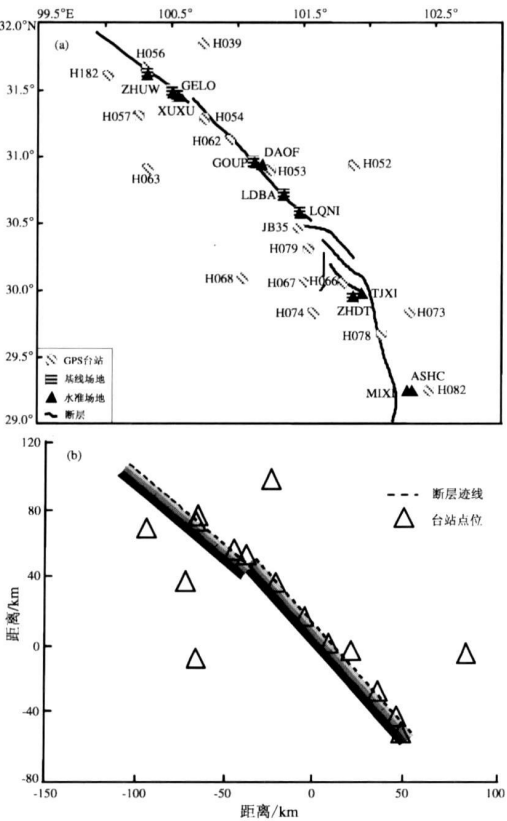 99.5°E 100.5° 101.5° 102.5°
32.0°N
(a)
H056
H039
H182
ZHUW
GELO
31.5°
XUXU
H057
H054
H062
31.0°
GOUP
DAOF
H053
H052
H063
LDBA
LQNI
30.5°
JB35
H079
H068
H067
H066
30.0°
TJXI
H074
ZHDT
H073
H078
29.5°
GPS台站
基线场地
水准场地
断层
ASHC
MIXI
H082
29.0°
120
(b)
断层迹线
台站点位
80
40
0
-40
-80
距离/km
-150 -100 -50 0 50 100
距离/km